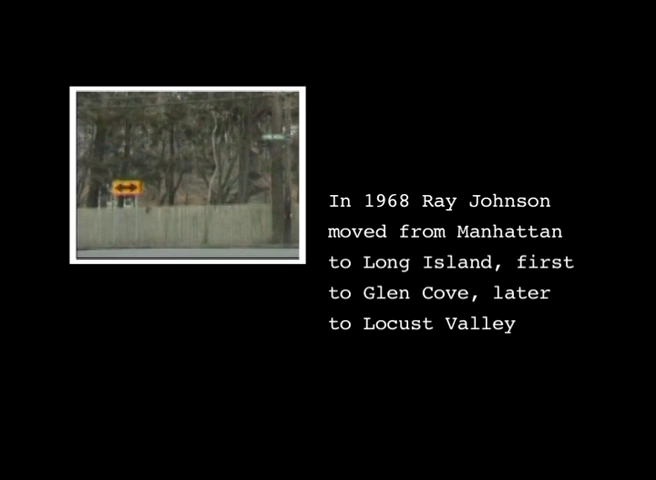 In 1968 Ray Johnson
moved from Manhattan
to Long Island, first
to Glen Cove, later
to Locust Valley